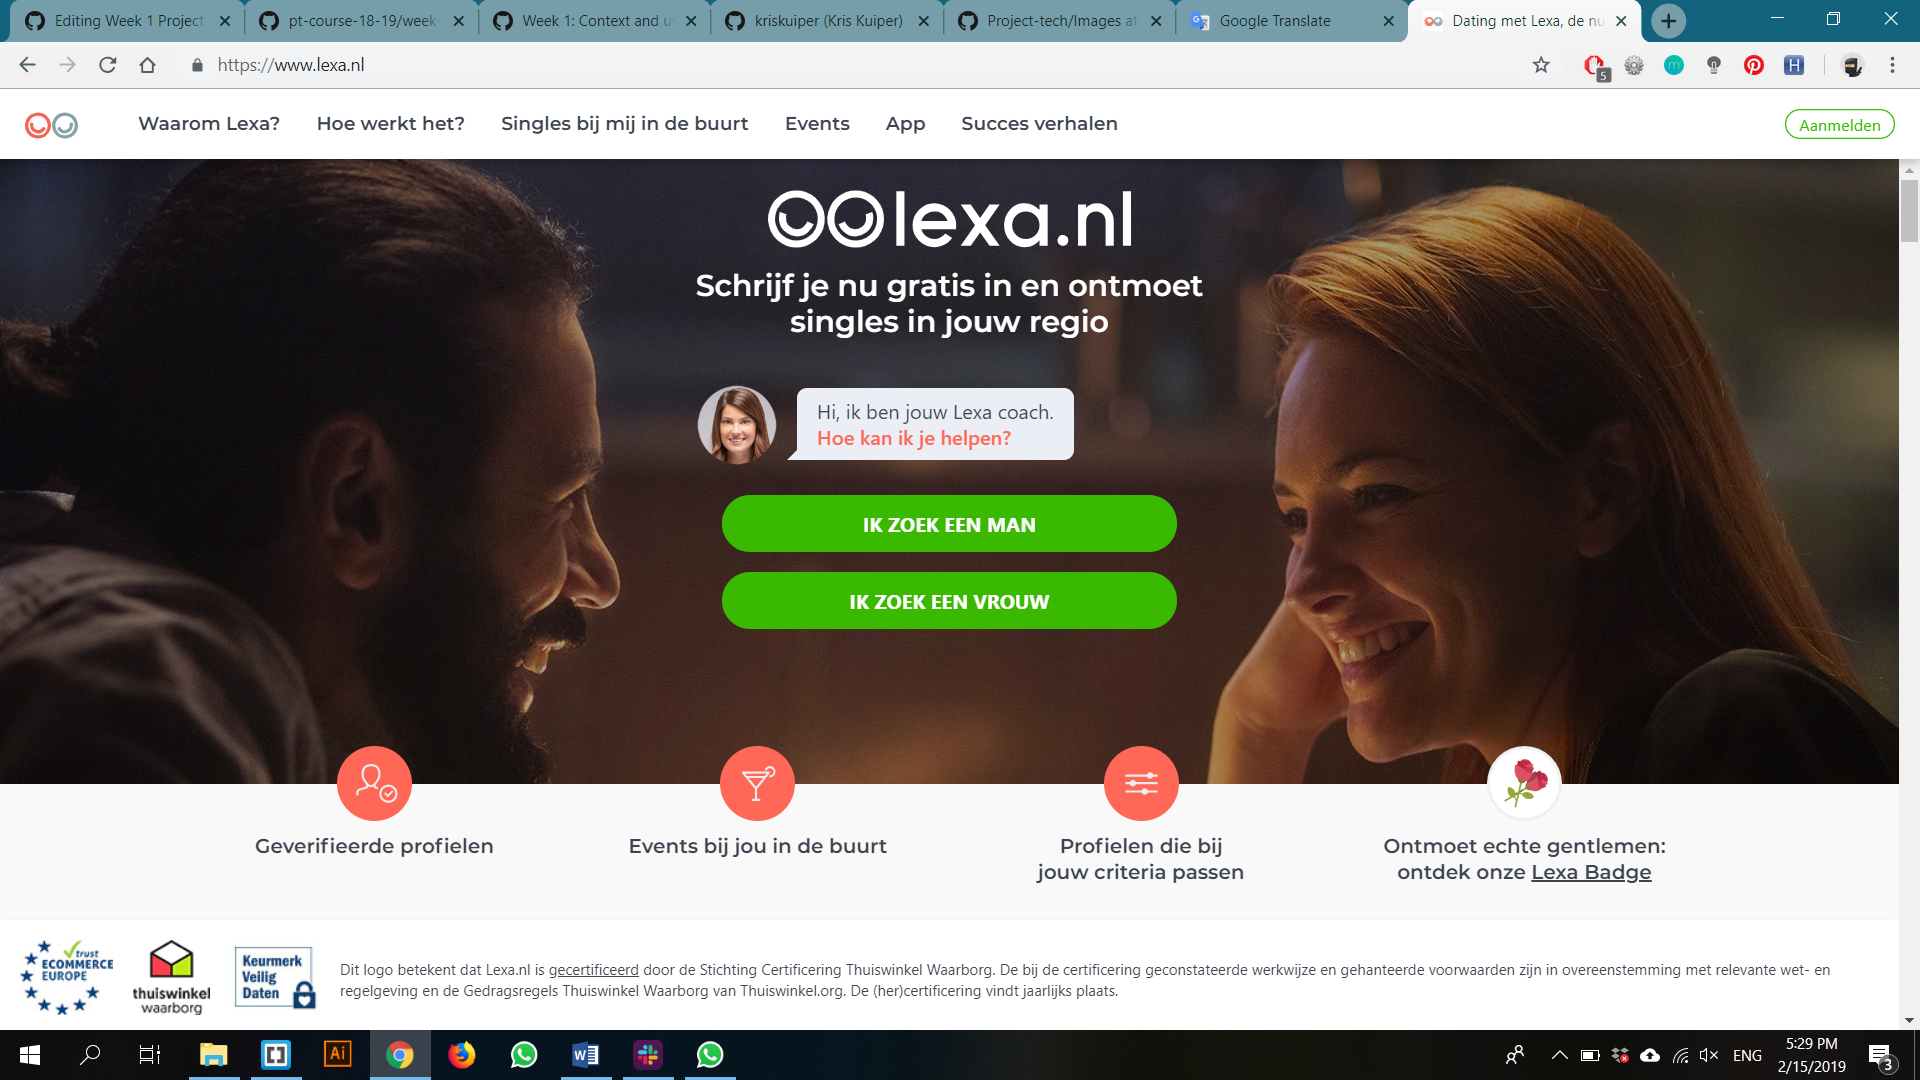 Editing Week 1 Project
pt-course-18-19/week-
Week 1: Context and us
kriskuiper (Kris Kuiper)
Project-tech/Images at
Google Translate
Dating met Lexa, de nu
https://www.lexa.nl
5
m
H
Waarom Lexa?
Hoe werkt het?
Singles bij mij in de buurt
Events
App
Succes verhalen
Aanmelden
lexa.nl
Schrijf je nu gratis in en ontmoet
singles in jouw regio
Hi, ik ben jouw Lexa coach.
Hoe kan ik je helpen?
IK ZOEK EEN MAN
IK ZOEK EEN VROUW
Geverifieerde profielen
Events bij jou in de buurt
Profielen die bij
jouw criteria passen
Ontmoet echte gentlemen:
ontdek onze Lexa Badge
trust
ECOMMERCE
EUROPE
thuiswinkel
waarborg
Keurmerk
Veilig
Daten
Dit logo betekent dat Lexa.nl is gecertificeerd door de Stichting Certificering Thuiswinkel Waarborg. De bij de certificering geconstateerde werkwijze en gehanteerde voorwaarden zijn in overeenstemming met relevante wet- en
regelgeving en de Gedragsregels Thuiswinkel Waarborg van Thuiswinkel.org. De (her)certificering vindt jaarlijks plaats.
Ai
ENG
5:29 PM
2/15/2019
3